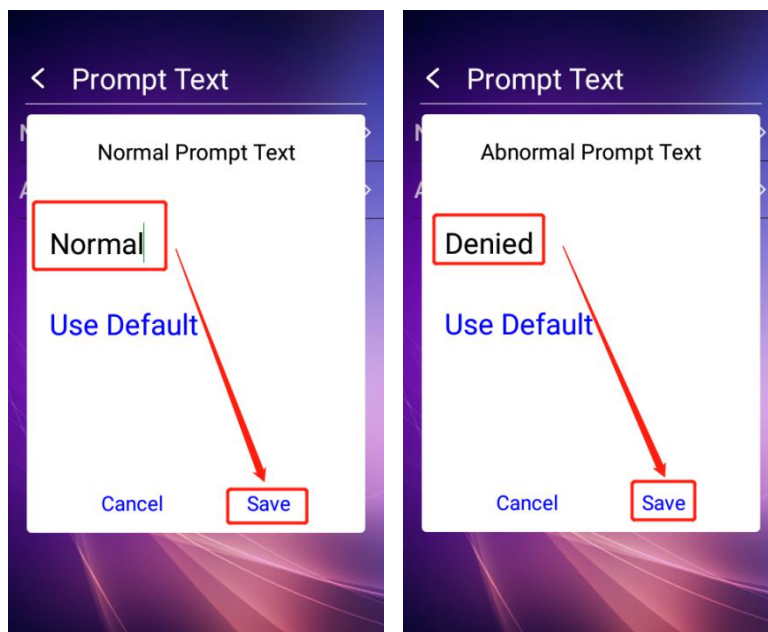 Prompt Text
Normal Prompt Text
Normal
Use Default
Cancel Save
Prompt Text
Abnormal Prompt Text
Denied
Use Default
Cancel Save